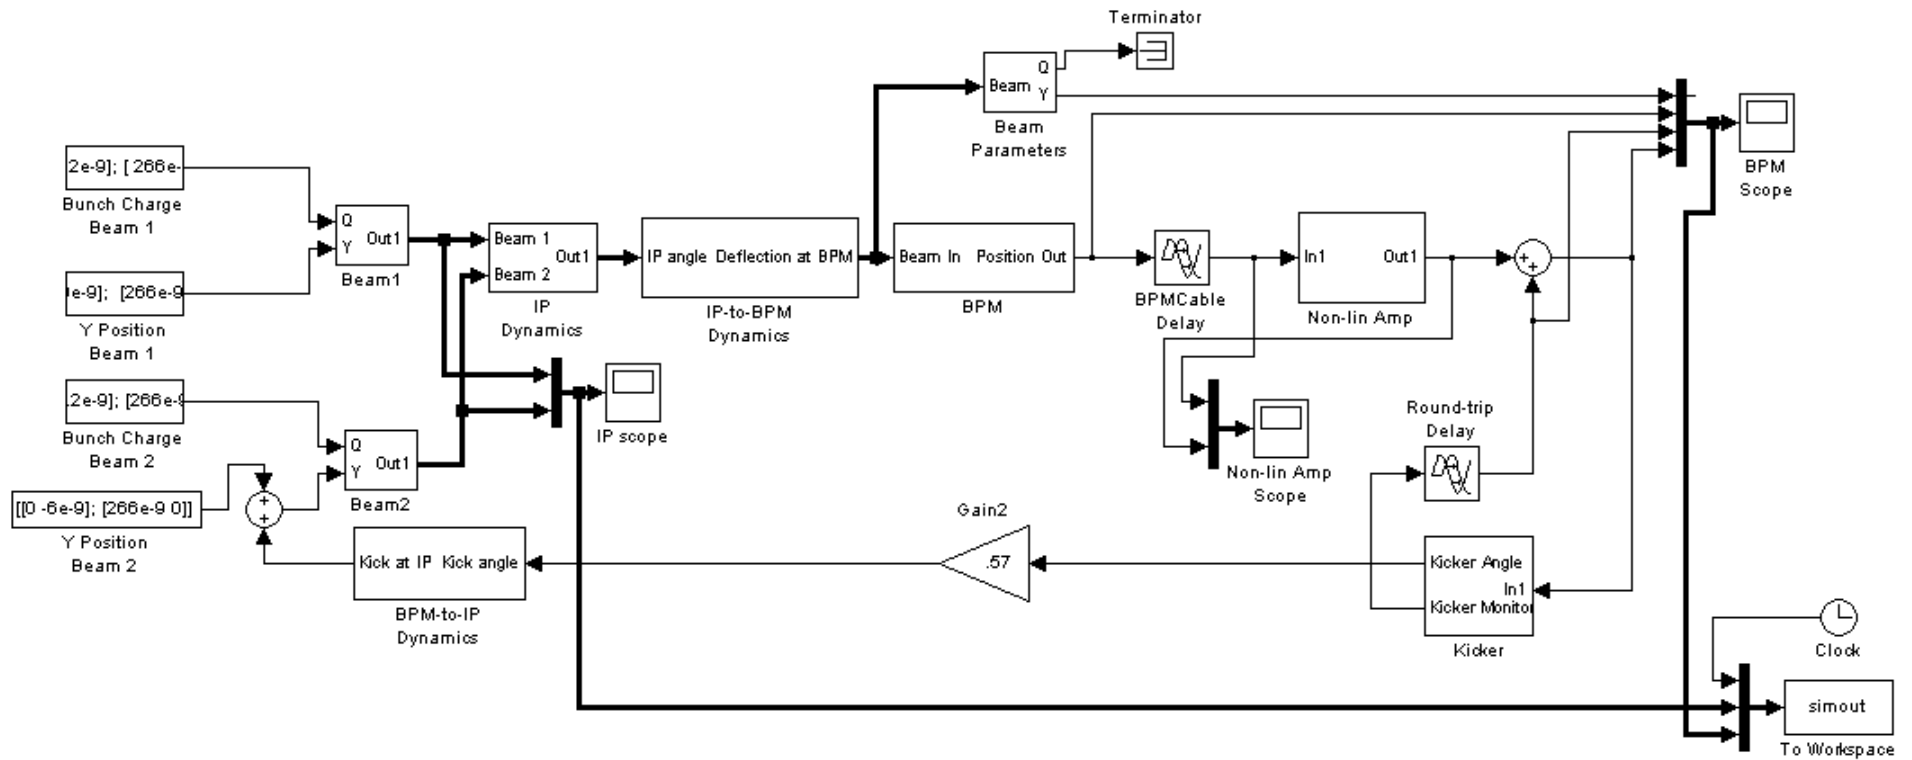 Terminator
Q
Beam
Y
Beam
Parameters
BPM
Scope
2e-9]; [ 266e-
Bunch Charge
Beam 1
Q
Out1
Y
Beam1
e-9];  [266e-9
Y Position
Beam 1
Beam 1
Out1
Beam 2
IP
Dynamics
IP angle  Deflection at BPM
IP-to-BPM
Dynamics
Beam In   Position Out
BPM
BPMCable
Delay
In1
Out1
Non-lin Amp
+
+
.2e-9]; [266e-9
Bunch Charge
Beam 2
Q
Out1
Y
Beam2
IP scope
Non-lin Amp
Scope
Round-trip
Delay
[[0 -6e-9]; [266e-9 0]]
Y Position
Beam 2
+
+
Kick at IP  Kick angle
BPM-to-IP
Dynamics
Gain2
.57
Kicker Angle
In1
Kicker Monitor
Kicker
Clock
simout
To Workspace